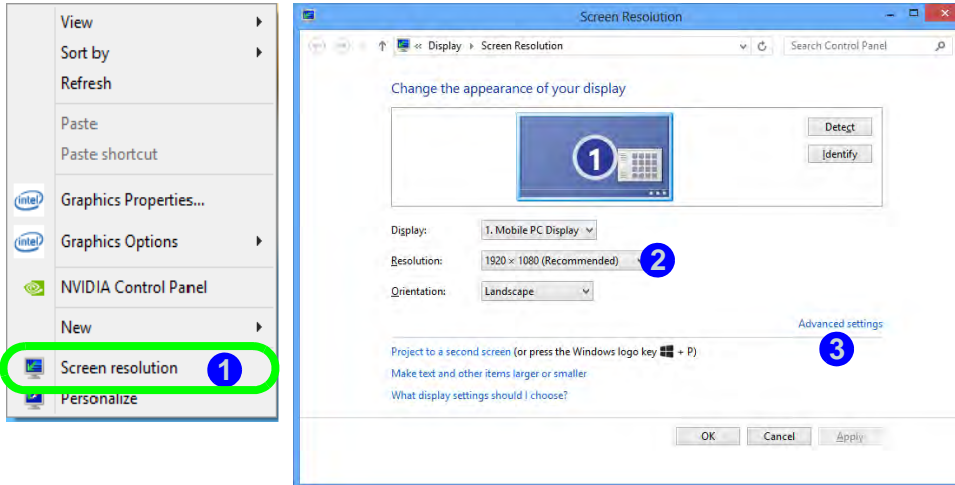 View
Sort by
Refresh
Paste
Paste shortcut
intel
Graphics Properties...
intel
Graphics Options
NVIDIA Control Panel
New
Screen resolution
1
Personalize
Screen Resolution
« Display Screen Resolution
Search Control Panel
Change the appearance of your display
1
Detect
Identify
Display: 1. Mobile PC Display
Resolution: 1920 × 1080 (Recommended) 2
Orientation: Landscape
Advanced settings
3
Project to a second screen (or press the Windows logo key + P)
Make text and other items larger or smaller
What display settings should I choose?
OK Cancel Apply